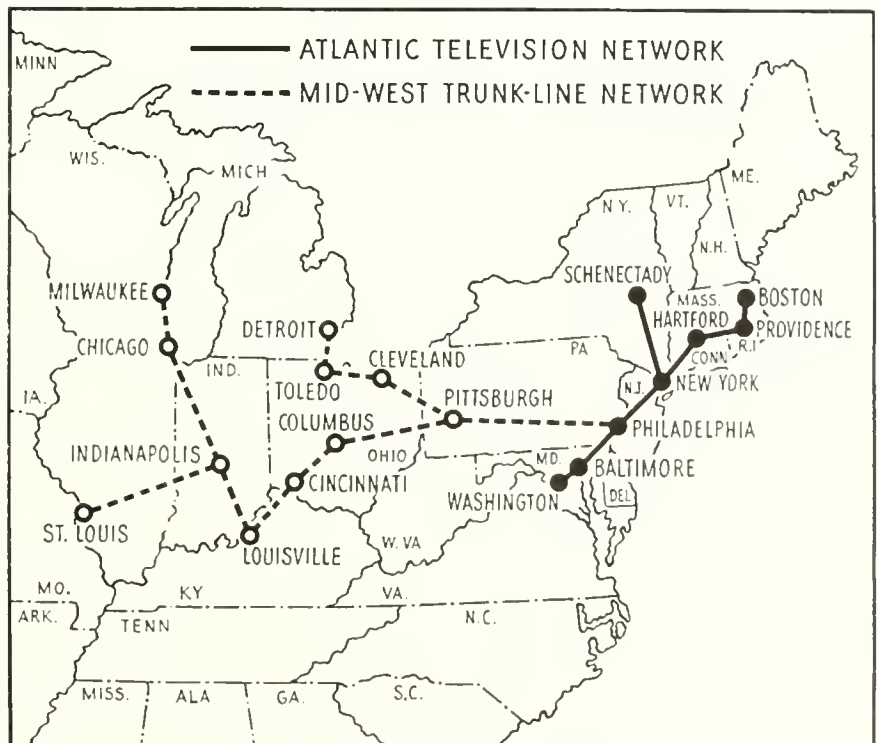 ATLANTIC TELEVISION NETWORK
MID-WEST TRUNK-LINE NETWORK
MINN
WIS.
MICH
ME.
N.Y.
VT.
N.H.
SCHENECTADY
MILWAUKEE
MASS.
BOSTON
HARTFORD
DETROIT
PROVIDENCE
CHICAGO
R.I.
CONN
PA
CLEVELAND
IND.
TOLEDO
N.J.
NEW YORK
IA.
PITTSBURGH
COLUMBUS
PHILADELPHIA
INDIANAPOLIS
OHIO
MD.
BALTIMORE
CINCINNATI
WASHINGTON
DEL
ST. LOUIS
W.VA
LOUISVILLE
MO.
KY
VA.
ARK.
TENN
N.C.
MISS.
ALA
GA.
S.C.